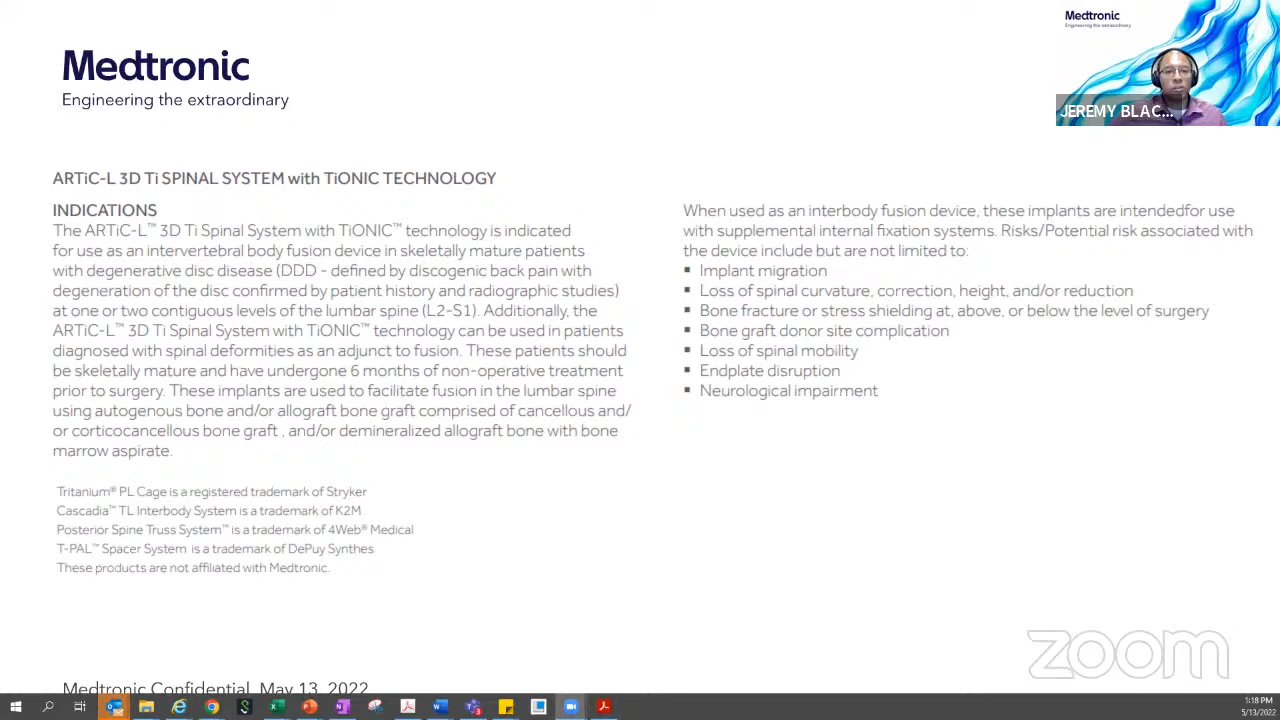 Medtronic
Engineering the extraordinary
Medtronic
Engineering the extraordinary
JEREMY BLAC...
ARTiC-L 3D Ti SPINAL SYSTEM with TiONIC TECHNOLOGY
INDICATIONS
The ARTiC-L™ 3D Ti Spinal System with TiONIC™ technology is indicated
for use as an intervertebral body fusion device in skeletally mature patients
with degenerative disc disease (DDD - defined by discogenic back pain with
degeneration of the disc confirmed by patient history and radiographic studies)
at one or two contiguous levels of the lumbar spine (L2-S1). Additionally, the
ARTiC-L™ 3D Ti Spinal System with TiONIC™ technology can be used in patients
diagnosed with spinal deformities as an adjunct to fusion. These patients should
be skeletally mature and have undergone 6 months of non-operative treatment
prior to surgery. These implants are used to facilitate fusion in the lumbar spine
using autogenous bone and/or allograft bone graft comprised of cancellous and/
or corticocancellous bone graft , and/or demineralized allograft bone with bone
marrow aspirate.
Tritanium® PL Cage is a registered trademark of Stryker
Cascadia™ TL Interbody System is a trademark of K2M
Posterior Spine Truss System™ is a trademark of 4Web® Medical
T-PAL™ Spacer System is a trademark of DePuy Synthes
These products are not affiliated with Medtronic.
When used as an interbody fusion device, these implants are intendedfor use
with supplemental internal fixation systems. Risks/Potential risk associated with
the device include but are not limited to:
▪ Implant migration
▪ Loss of spinal curvature, correction, height, and/or reduction
▪ Bone fracture or stress shielding at, above, or below the level of surgery
▪ Bone graft donor site complication
▪ Loss of spinal mobility
▪ Endplate disruption
▪ Neurological impairment
zoom
Medtronic Confidential May 13, 2022
1:18 PM
5/13/2022